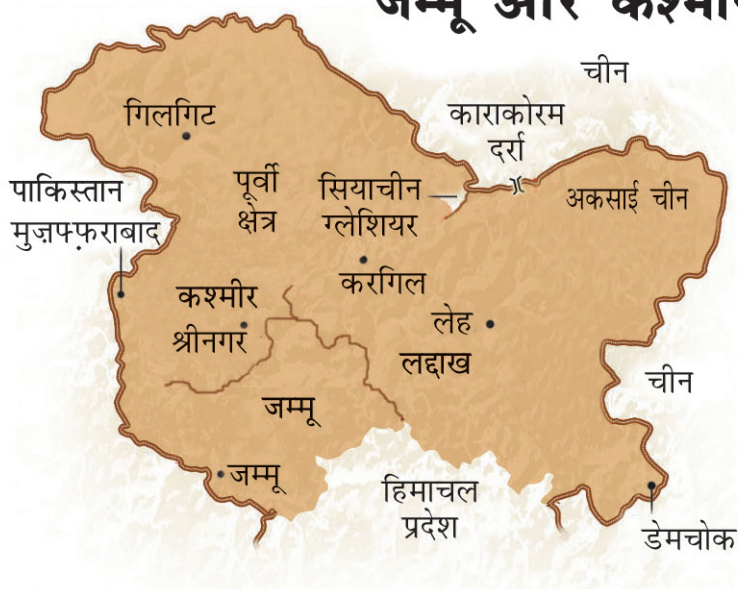 जम्मू और कश्मीर
चीन
काराकोरम
दर्रा
गिलगिट
पाकिस्तान
पूर्वी
क्षेत्र
सियाचीन
ग्लेशियर
अकसाई चीन
मुज़फ्फ़राबाद
करगिल
कश्मीर
श्रीनगर
लेह
लद्दाख
चीन
जम्मू
जम्मू
हिमाचल
प्रदेश
डेमचोक